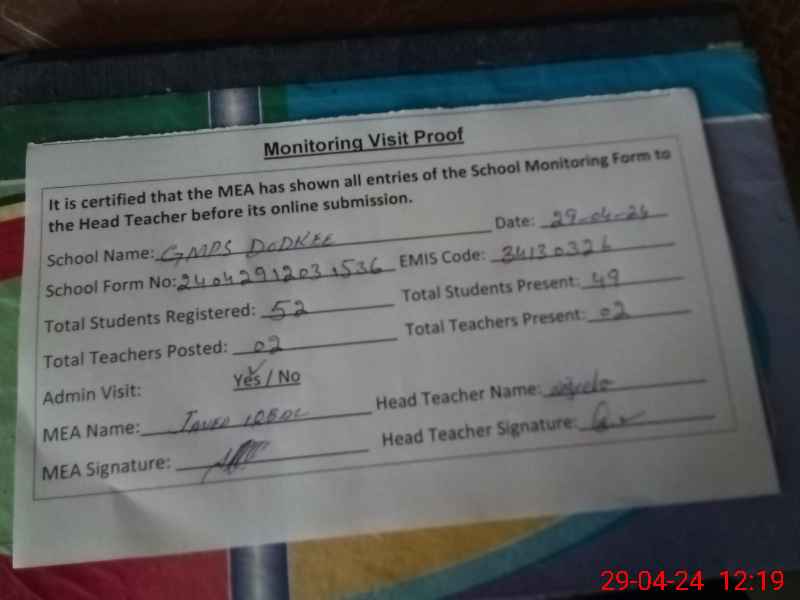 Monitoring Visit Proof
It is certified that the MEA has shown all entries of the School Monitoring Form to
the Head Teacher before its online submission.
School Name: GMPS DODKEE Date: 29-04-24
School Form No: 24042912031536 EMIS Code: 34130326
Total Students Registered: 52 Total Students Present: 49
Total Teachers Posted: 02 Total Teachers Present: 02
Admin Visit: Yes / No
MEA Name: JAVED IQBAL Head Teacher Name:
MEA Signature: Head Teacher Signature:
29-04-24 12:19